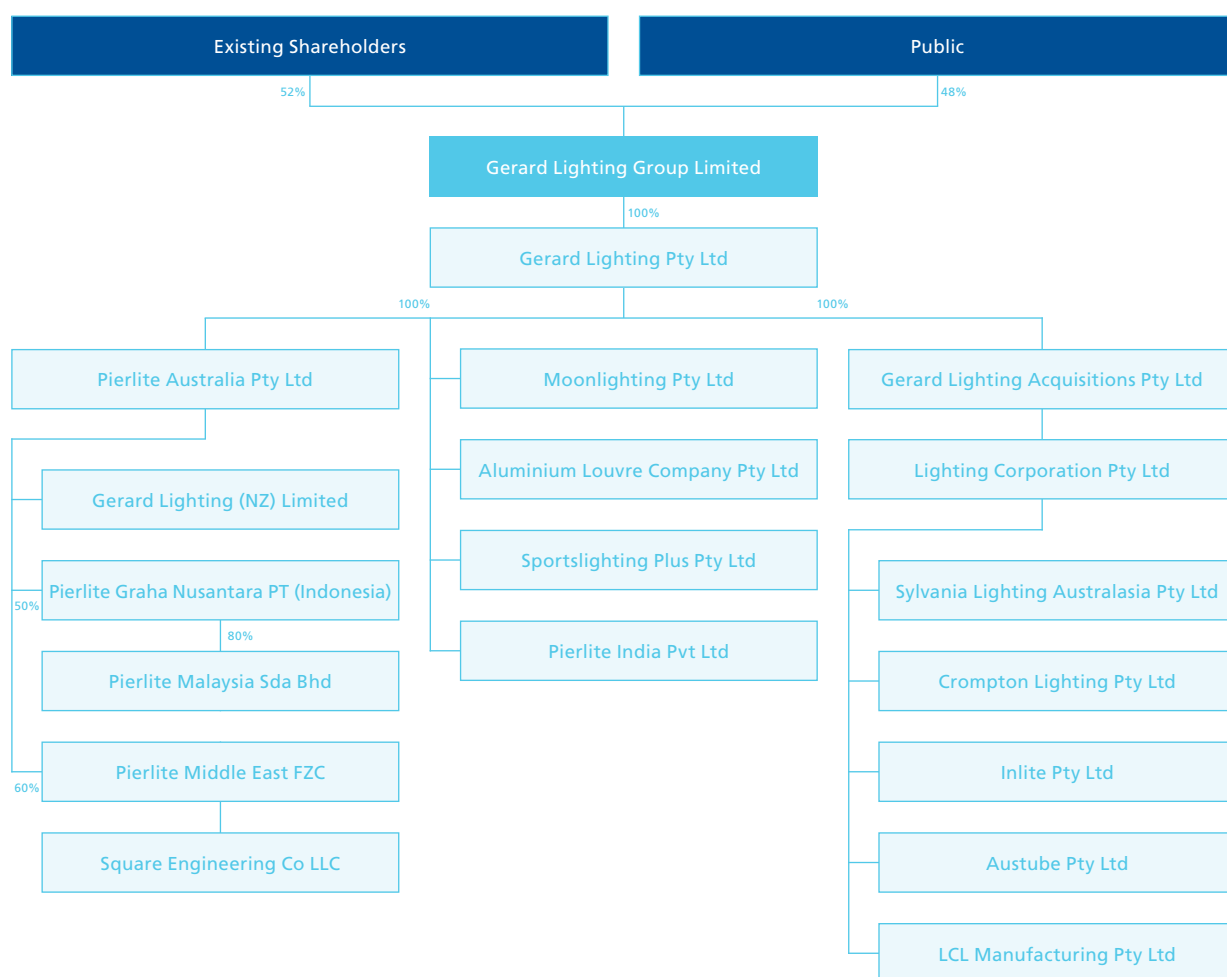 Existing Shareholders
Public
52%
48%
Gerard Lighting Group Limited
100%
Gerard Lighting Pty Ltd
100%
100%
Pierlite Australia Pty Ltd
Moonlighting Pty Ltd
Gerard Lighting Acquisitions Pty Ltd
Aluminium Louvre Company Pty Ltd
Lighting Corporation Pty Ltd
Gerard Lighting (NZ) Limited
Sportslighting Plus Pty Ltd
Pierlite Graha Nusantara PT (Indonesia)
Sylvania Lighting Australasia Pty Ltd
50%
80%
Pierlite India Pvt Ltd
Pierlite Malaysia Sda Bhd
Crompton Lighting Pty Ltd
Pierlite Middle East FZC
Inlite Pty Ltd
60%
Square Engineering Co LLC
Austube Pty Ltd
LCL Manufacturing Pty Ltd